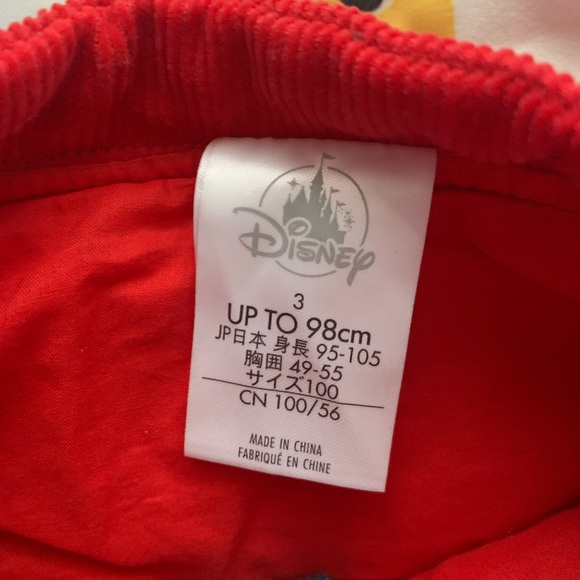 Disney
3
UP TO 98cm
JP日本 身長 95-105
胸囲 49-55
サイズ100
CN 100/56
MADE IN CHINA
FABRIQUÉ EN CHINE